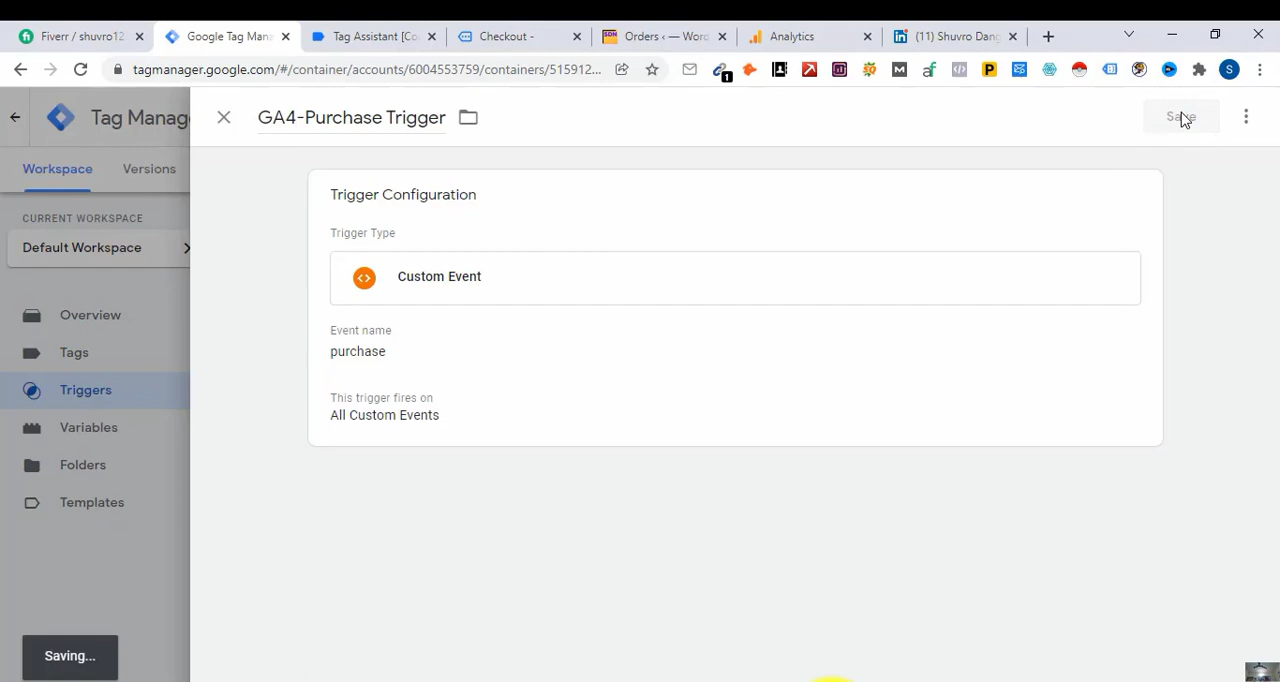 Fiverr / shuvro12
Google Tag Mana
Tag Assistant [Co
Checkout -
Orders ‹ — Word
Analytics
(11) Shuvro Dang
tagmanager.google.com/#/container/accounts/6004553759/containers/515912...
1
S
Tag Manag
GA4-Purchase Trigger
Save
Workspace
Versions
CURRENT WORKSPACE
Default Workspace
Overview
Tags
Triggers
Variables
Folders
Templates
Trigger Configuration
Trigger Type
Custom Event
Event name
purchase
This trigger fires on
All Custom Events
Saving...